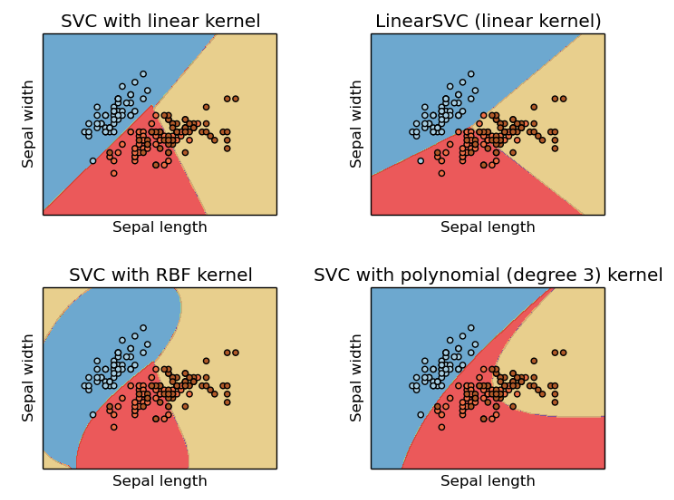 SVC with linear kernel
LinearSVC (linear kernel)
Sepal width
Sepal width
Sepal length
Sepal length
SVC with RBF kernel
SVC with polynomial (degree 3) kernel
Sepal width
Sepal width
Sepal length
Sepal length